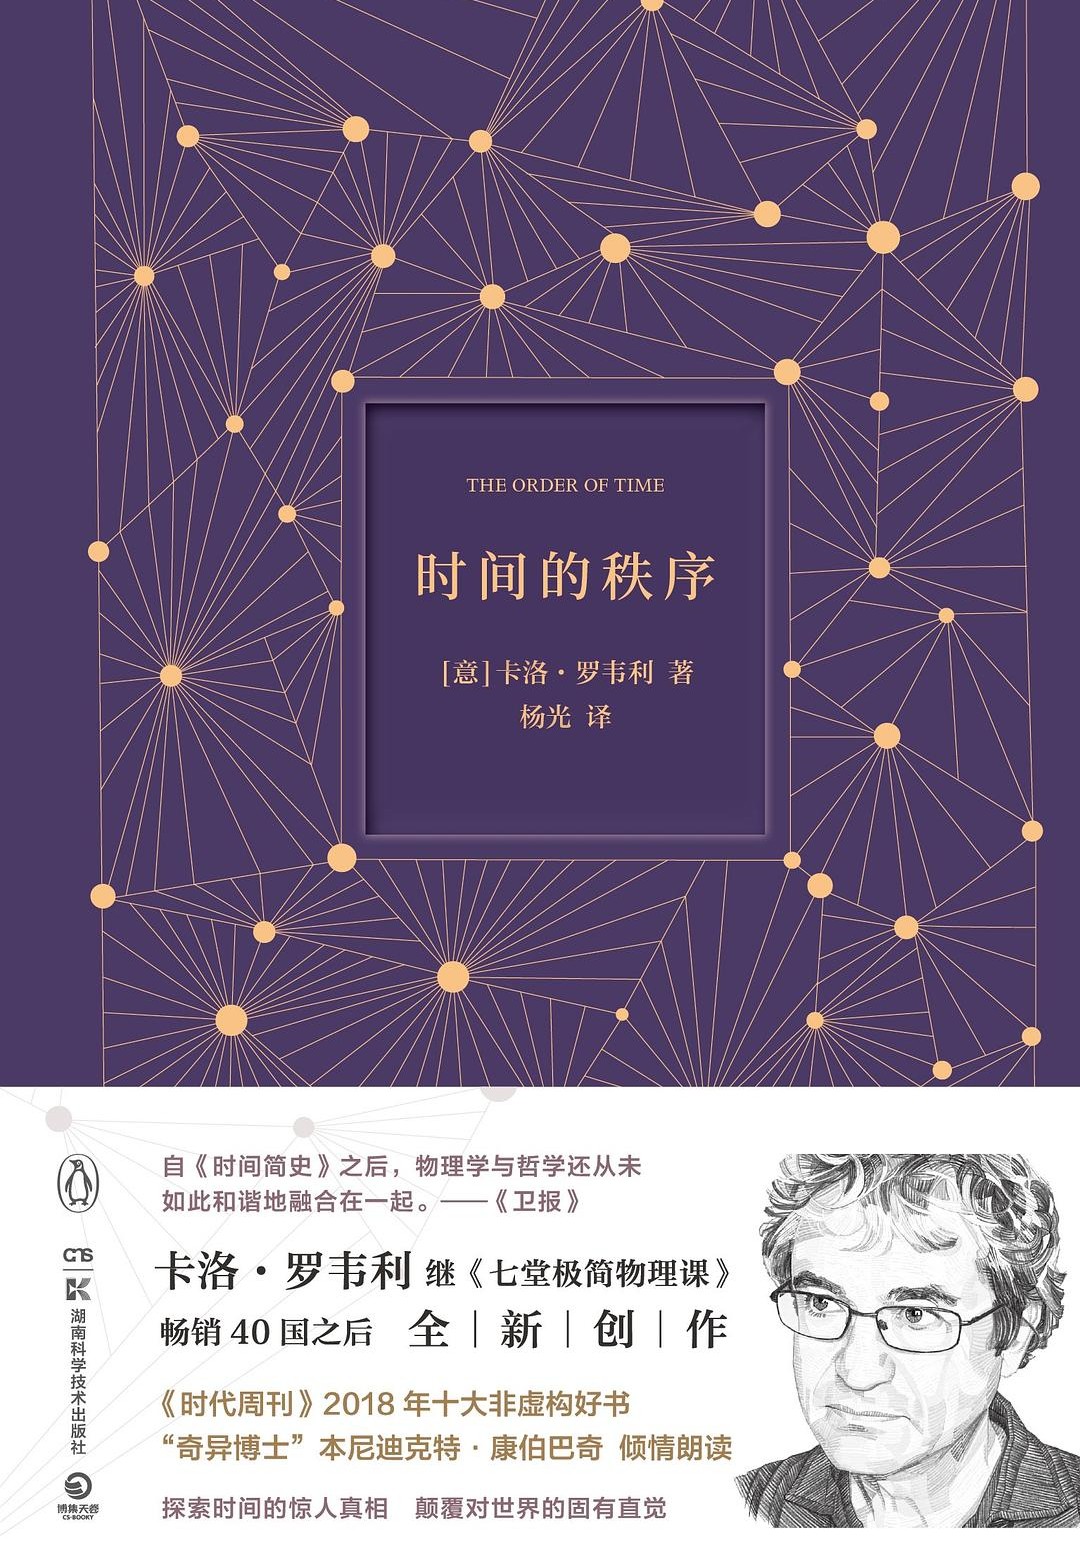 THE ORDER OF TIME
时间的秩序
[意]卡洛·罗韦利 著
杨光 译
自《时间简史》之后，物理学与哲学还从未
如此和谐地融合在一起。——《卫报》
卡洛·罗韦利 继《七堂极简物理课》
畅销 40 国之后 全｜新｜创｜作
《时代周刊》2018 年十大非虚构好书
“奇异博士”本尼迪克特·康伯巴奇 倾情朗读
探索时间的惊人真相 颠覆对世界的固有直觉
CNS
湖南科学技术出版社
博集天卷
CS-BOOKY